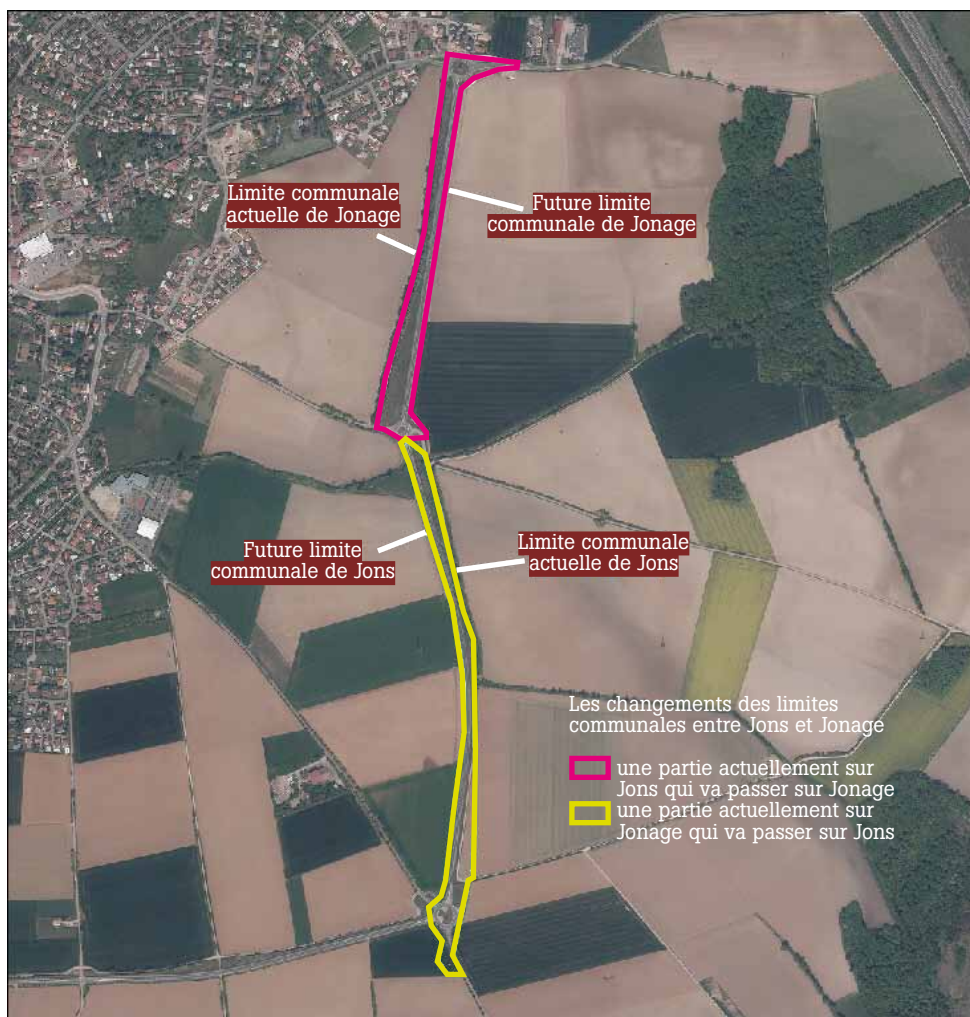 Limite communale
actuelle de Jonage
Future limite
communale de Jonage
Future limite
communale de Jons
Limite communale
actuelle de Jons
Les changements des limites
communales entre Jons et Jonage
une partie actuellement sur
Jons qui va passer sur Jonage
une partie actuellement sur
Jonage qui va passer sur Jons